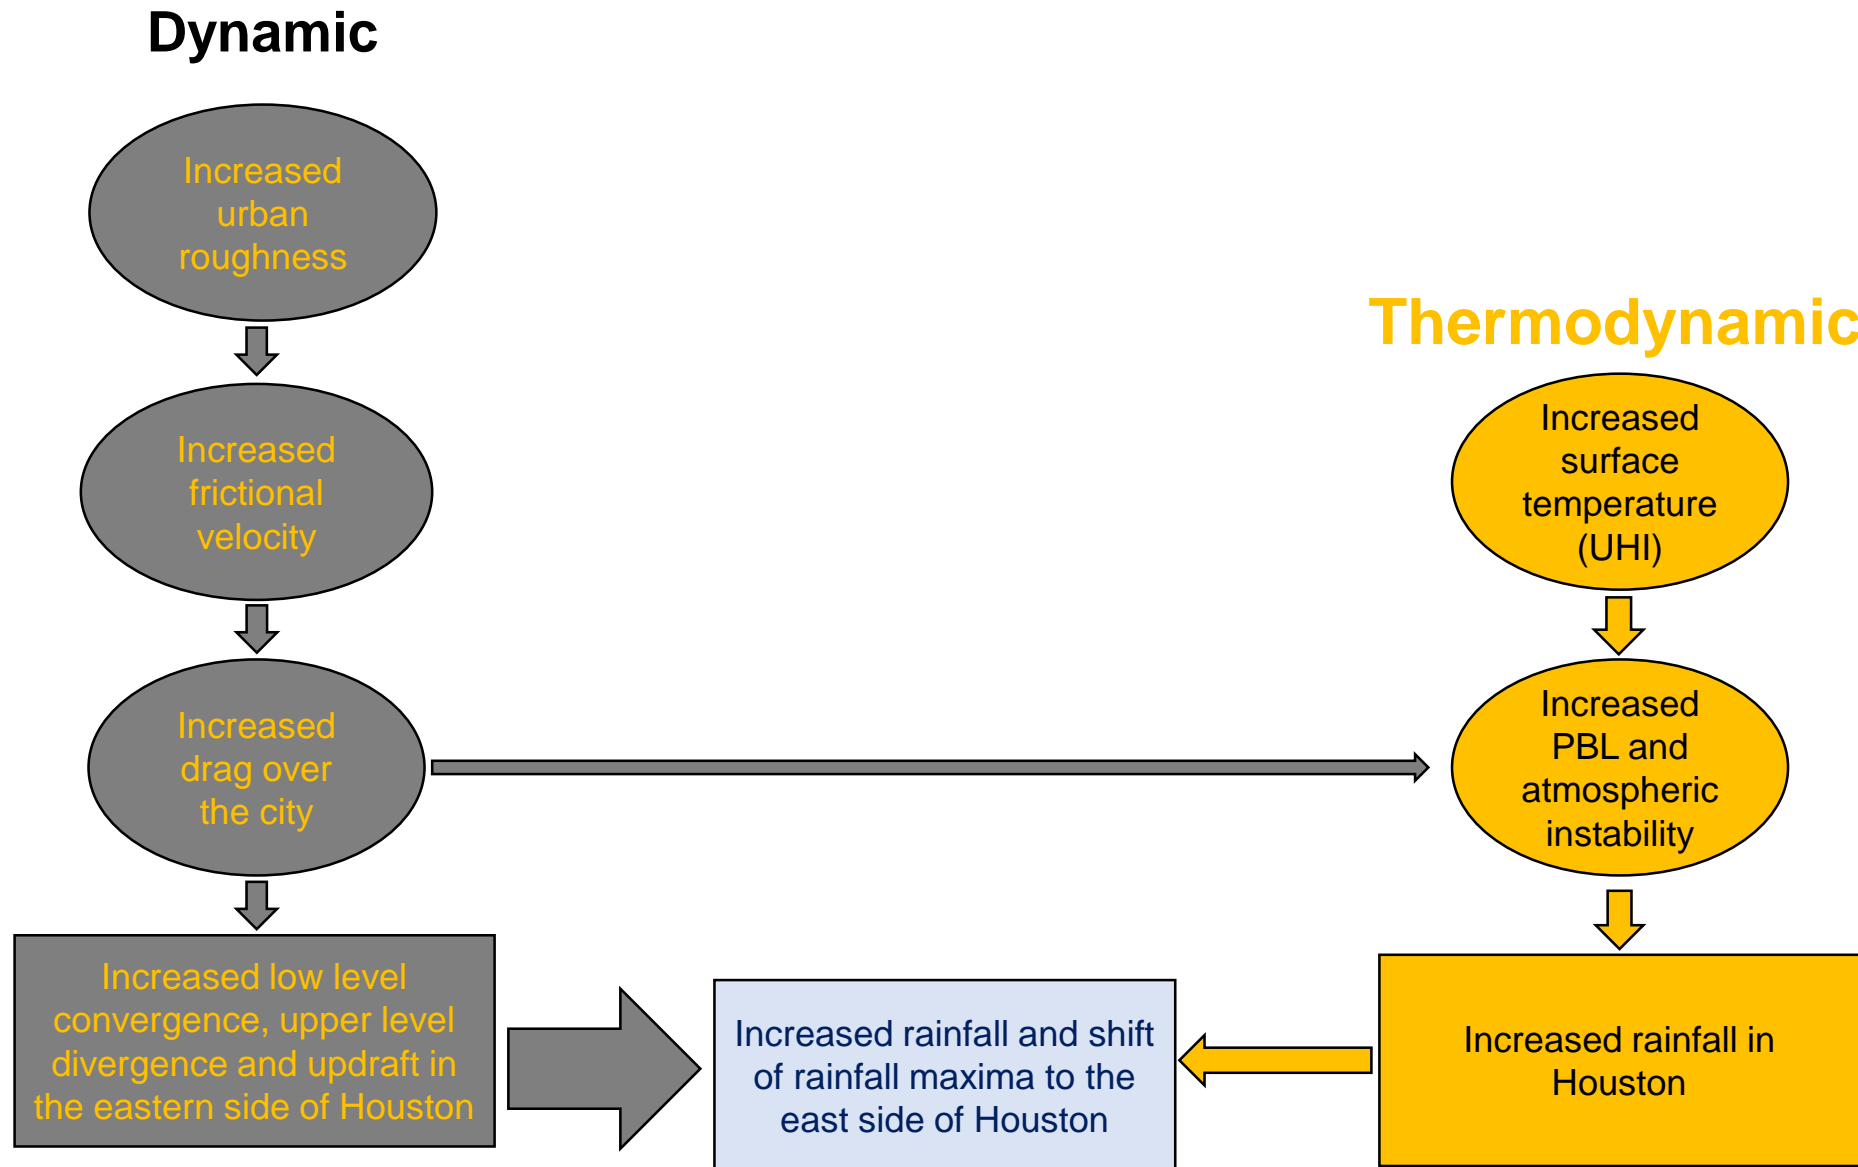 Dynamic
Increased
urban
roughness
Increased
frictional
velocity
Increased
drag over
the city
Increased low level
convergence, upper level
divergence and updraft in
the eastern side of Houston
Thermodynamic
Increased
surface
temperature
(UHI)
Increased
PBL and
atmospheric
instability
Increased rainfall in
Houston
Increased rainfall and shift
of rainfall maxima to the
east side of Houston